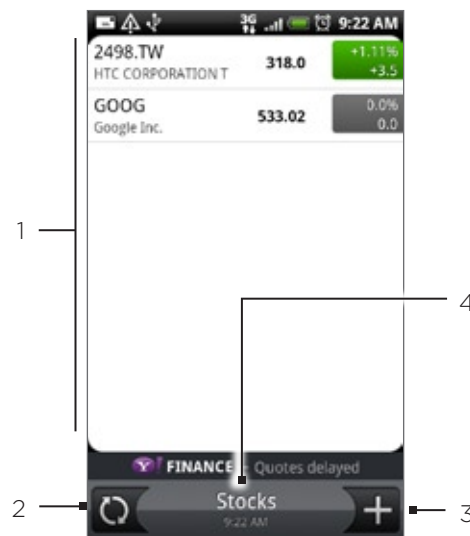 3G 9:22 AM
2498.TW
HTC CORPORATION T
318.0
+1.11%
+3.5
GOOG
Google Inc.
533.02
0.0%
0.0
1
4
Y! FINANCE - Quotes delayed
2
Stocks
9:22 AM
3